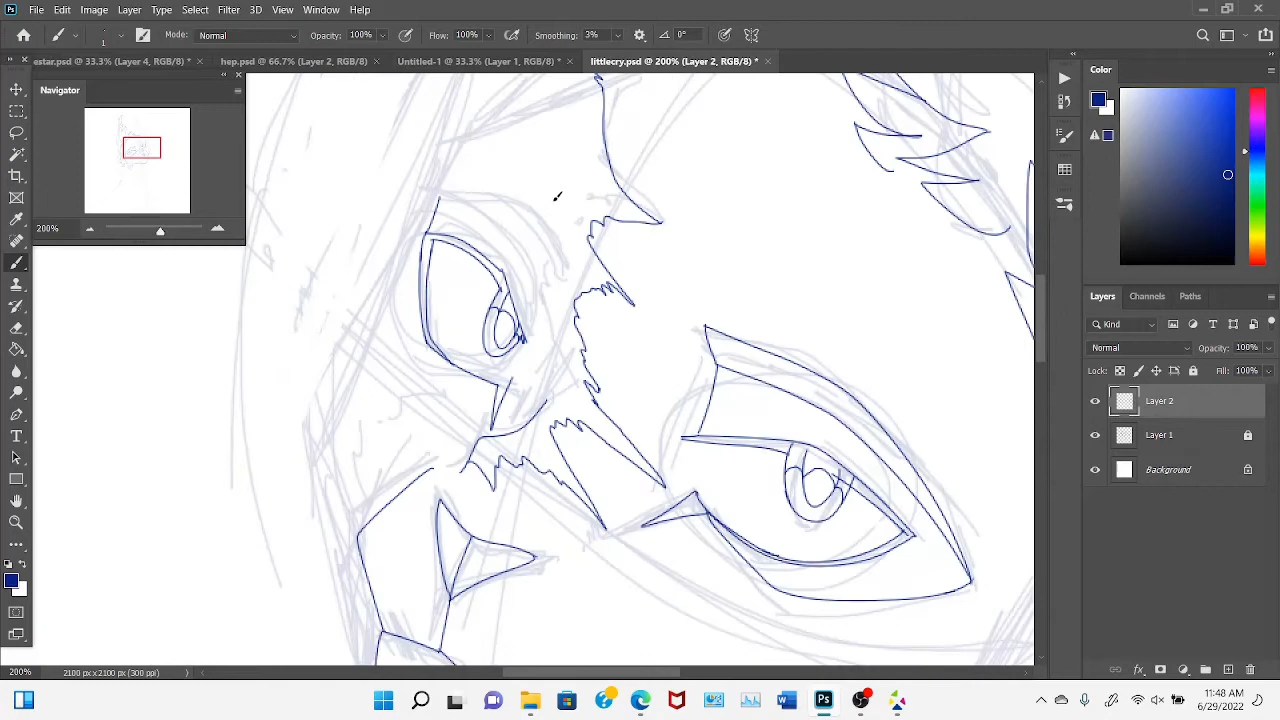 Ps File Edit Image Layer Type Select Filter 3D View Window Help
1 Mode: Normal Opacity: 100% Flow: 100% Smoothing: 3% 0°
estar.psd @ 33.3% (Layer 4, RGB/8) * × hep.psd @ 66.7% (Layer 2, RGB/8) × Untitled-1 @ 33.3% (Layer 1, RGB/8) * × littlecry.psd @ 200% (Layer 2, RGB/8) * ×
Navigator
200%
Color
Layers Channels Paths
Kind
Normal Opacity: 100%
Lock: Fill: 100%
Layer 2
Layer 1
Background
200% 2100 px x 2100 px (300 ppi)
11:48 AM
6/29/2022